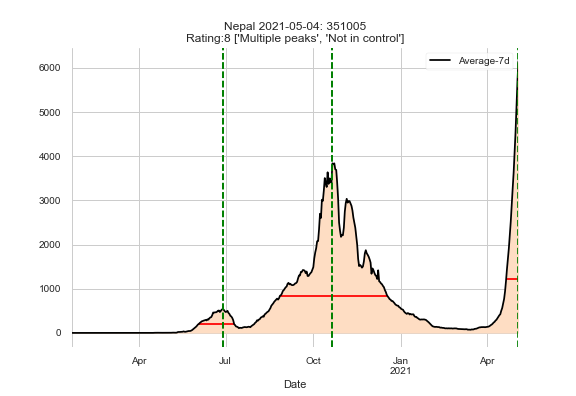 Nepal 2021-05-04: 351005
Rating:8 ['Multiple peaks', 'Not in control']
Average-7d
6000
5000
4000
3000
2000
1000
0
Apr
Jul
Oct
Jan
2021
Apr
Date